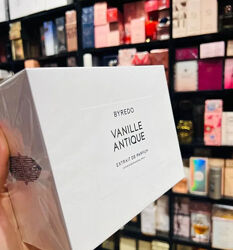 BYREDO
VANILLE
ANTIQUE
EXTRAIT DE PARFUM